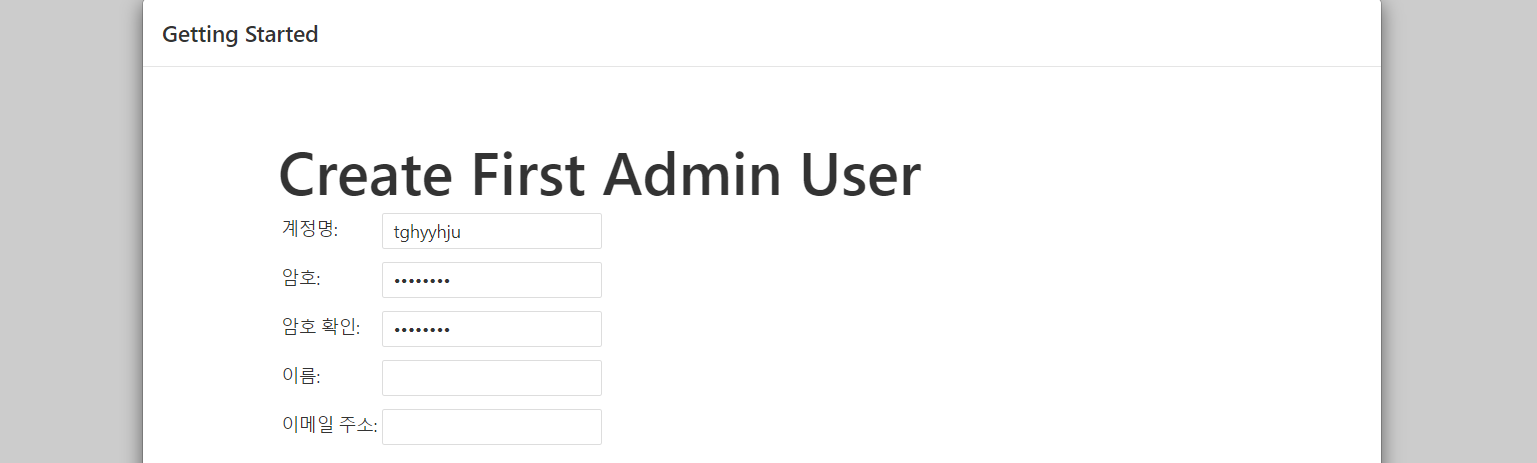 Getting Started
Create First Admin User
계정명: tghyyhju
암호: ••••••••
암호 확인: ••••••••
이름:
이메일 주소: